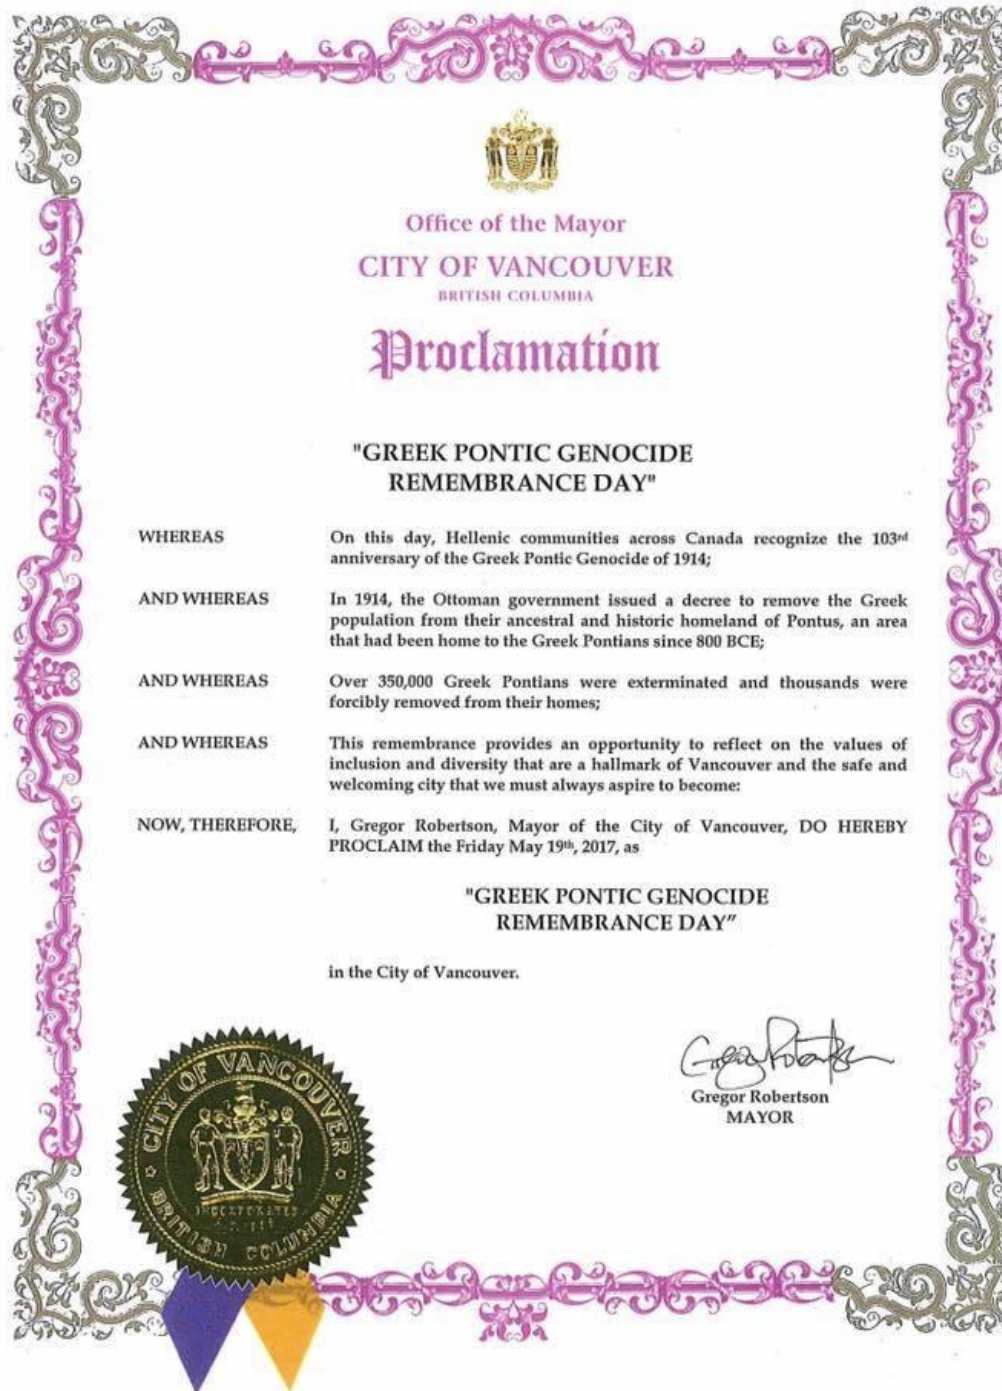 Office of the Mayor
CITY OF VANCOUVER
BRITISH COLUMBIA
Proclamation
"GREEK PONTIC GENOCIDE
REMEMBRANCE DAY"
WHEREAS On this day, Hellenic communities across Canada recognize the 103rd
anniversary of the Greek Pontic Genocide of 1914;
AND WHEREAS In 1914, the Ottoman government issued a decree to remove the Greek
population from their ancestral and historic homeland of Pontus, an area
that had been home to the Greek Pontians since 800 BCE;
AND WHEREAS Over 350,000 Greek Pontians were exterminated and thousands were
forcibly removed from their homes;
AND WHEREAS This remembrance provides an opportunity to reflect on the values of
inclusion and diversity that are a hallmark of Vancouver and the safe and
welcoming city that we must always aspire to become:
NOW, THEREFORE, I, Gregor Robertson, Mayor of the City of Vancouver, DO HEREBY
PROCLAIM the Friday May 19th, 2017, as
"GREEK PONTIC GENOCIDE
REMEMBRANCE DAY"
in the City of Vancouver.
Gregor Robertson
Gregor Robertson
MAYOR
CITY OF VANCOUVER
BRITISH COLUMBIA
INCORPORATED